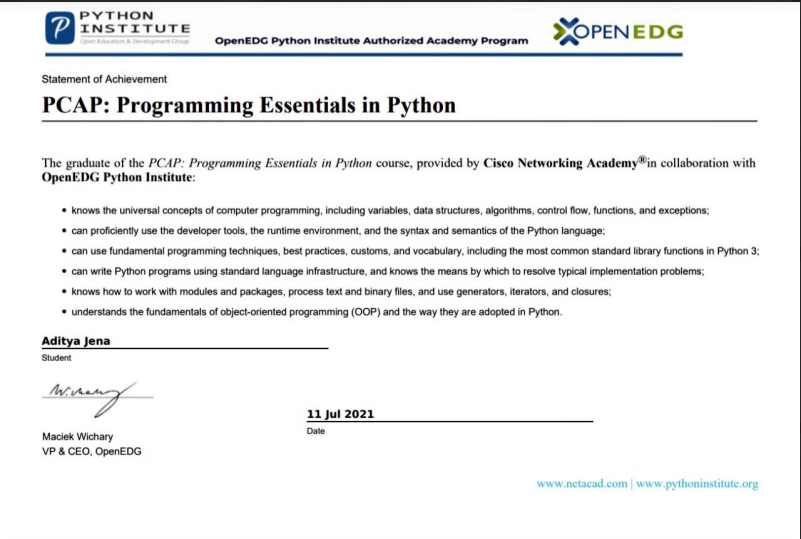 PYTHON
INSTITUTE
Open Education & Development Group
OpenEDG Python Institute Authorized Academy Program
OPENEDG
Statement of Achievement
PCAP: Programming Essentials in Python
The graduate of the PCAP: Programming Essentials in Python course, provided by Cisco Networking Academy®in collaboration with
OpenEDG Python Institute:
• knows the universal concepts of computer programming, including variables, data structures, algorithms, control flow, functions, and exceptions;
• can proficiently use the developer tools, the runtime environment, and the syntax and semantics of the Python language;
• can use fundamental programming techniques, best practices, customs, and vocabulary, including the most common standard library functions in Python 3;
• can write Python programs using standard language infrastructure, and knows the means by which to resolve typical implementation problems;
• knows how to work with modules and packages, process text and binary files, and use generators, iterators, and closures;
• understands the fundamentals of object-oriented programming (OOP) and the way they are adopted in Python.
Aditya Jena
Student
W.Wichary
11 Jul 2021
Date
Maciek Wichary
VP & CEO, OpenEDG
www.netacad.com | www.pythoninstitute.org